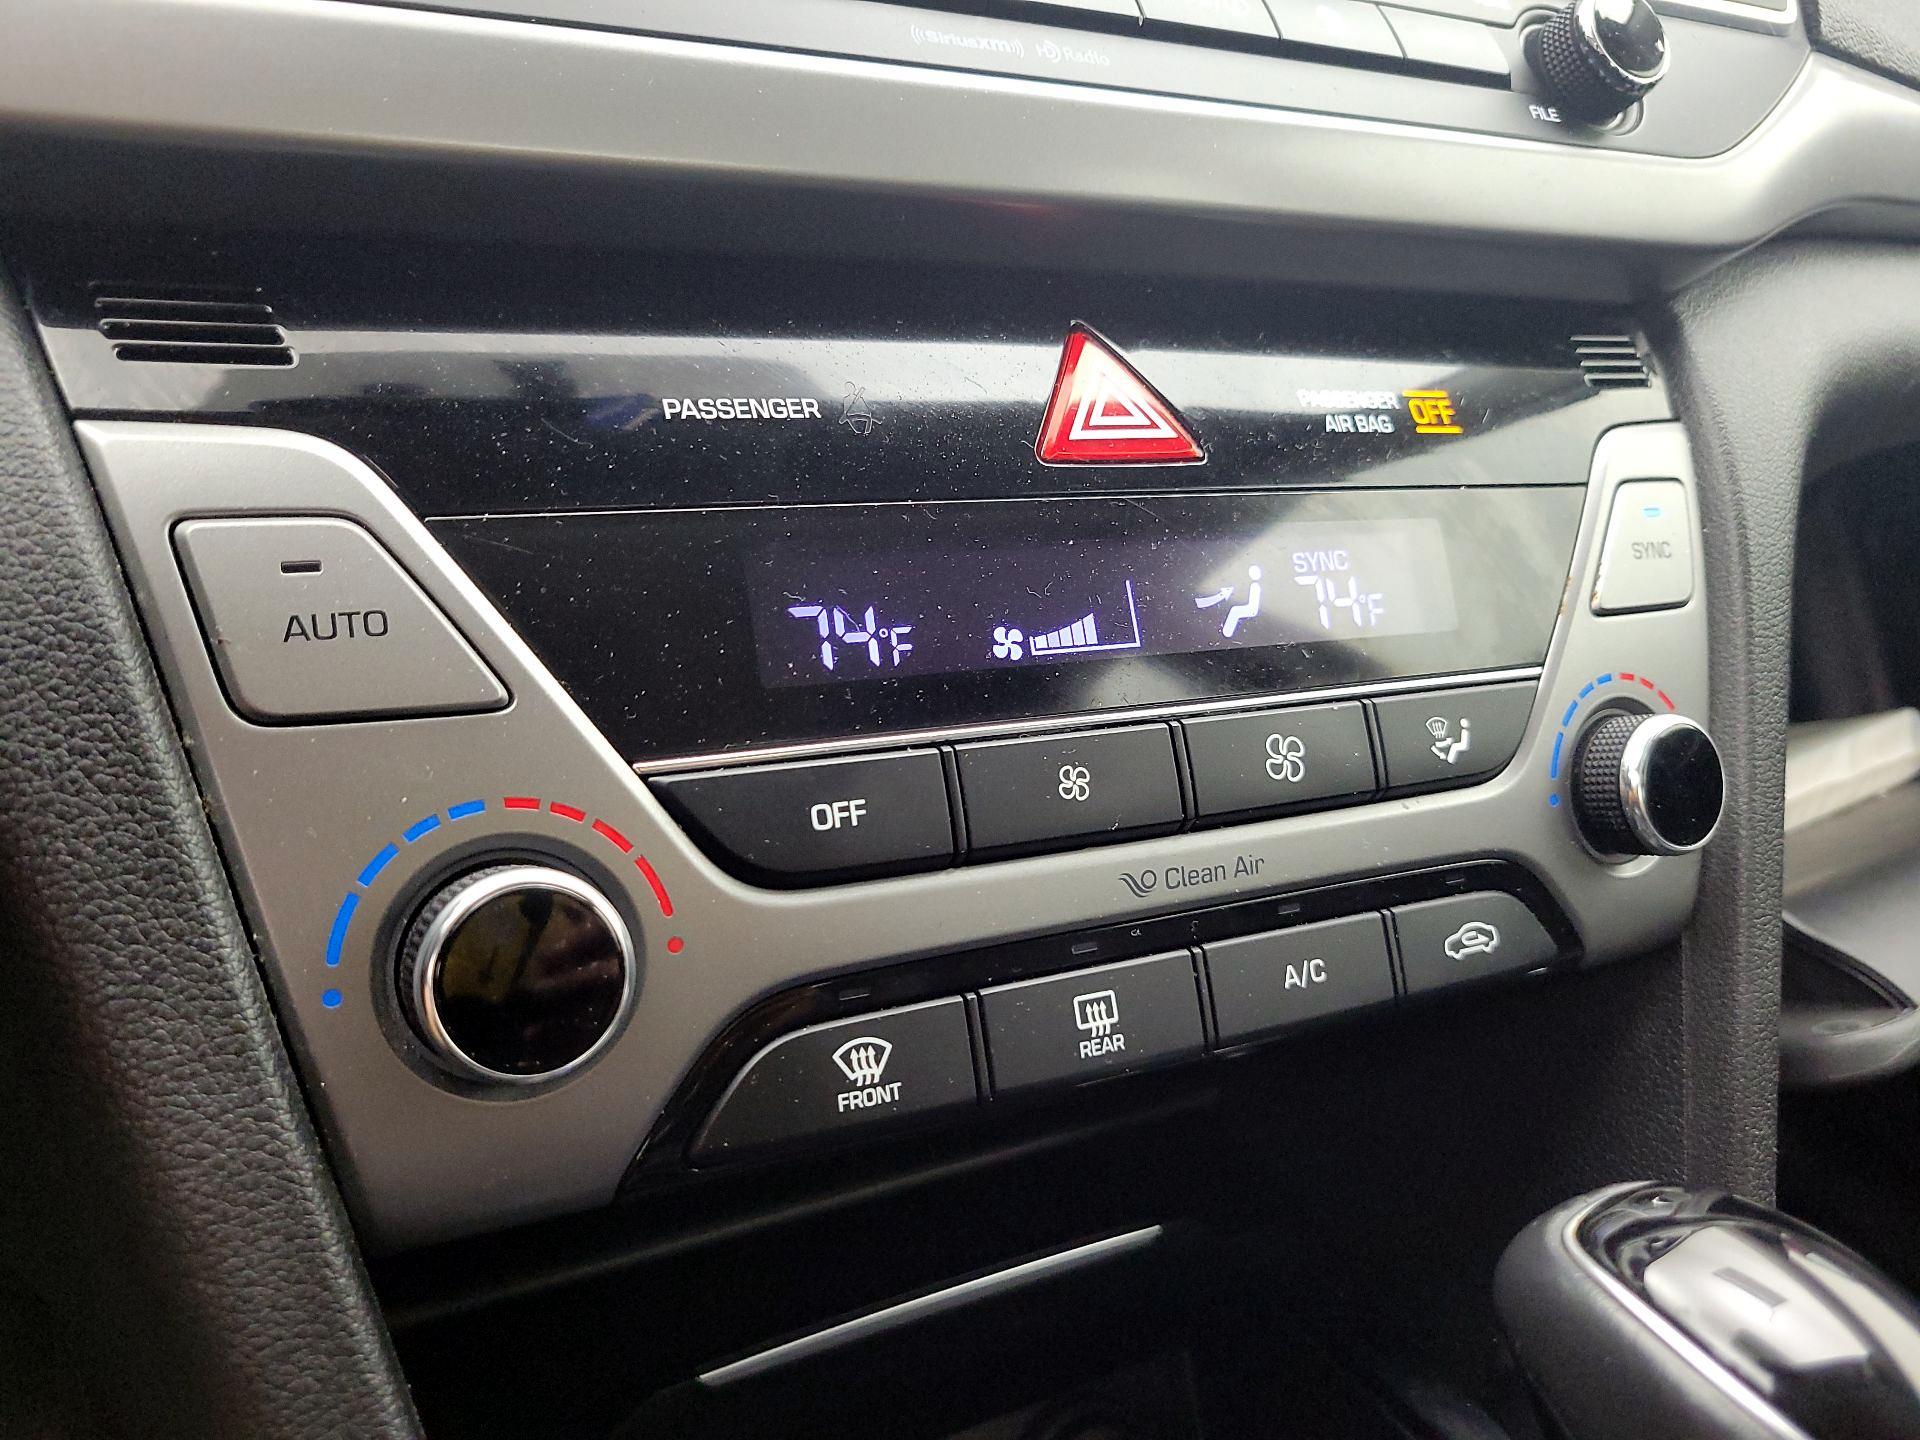 ((SiriusXM)) HD Radio
FILE
PASSENGER
PASSENGER
AIR BAG OFF
AUTO
SYNC
SYNC
74°F
74°F
OFF
Clean Air
FRONT
REAR
A/C